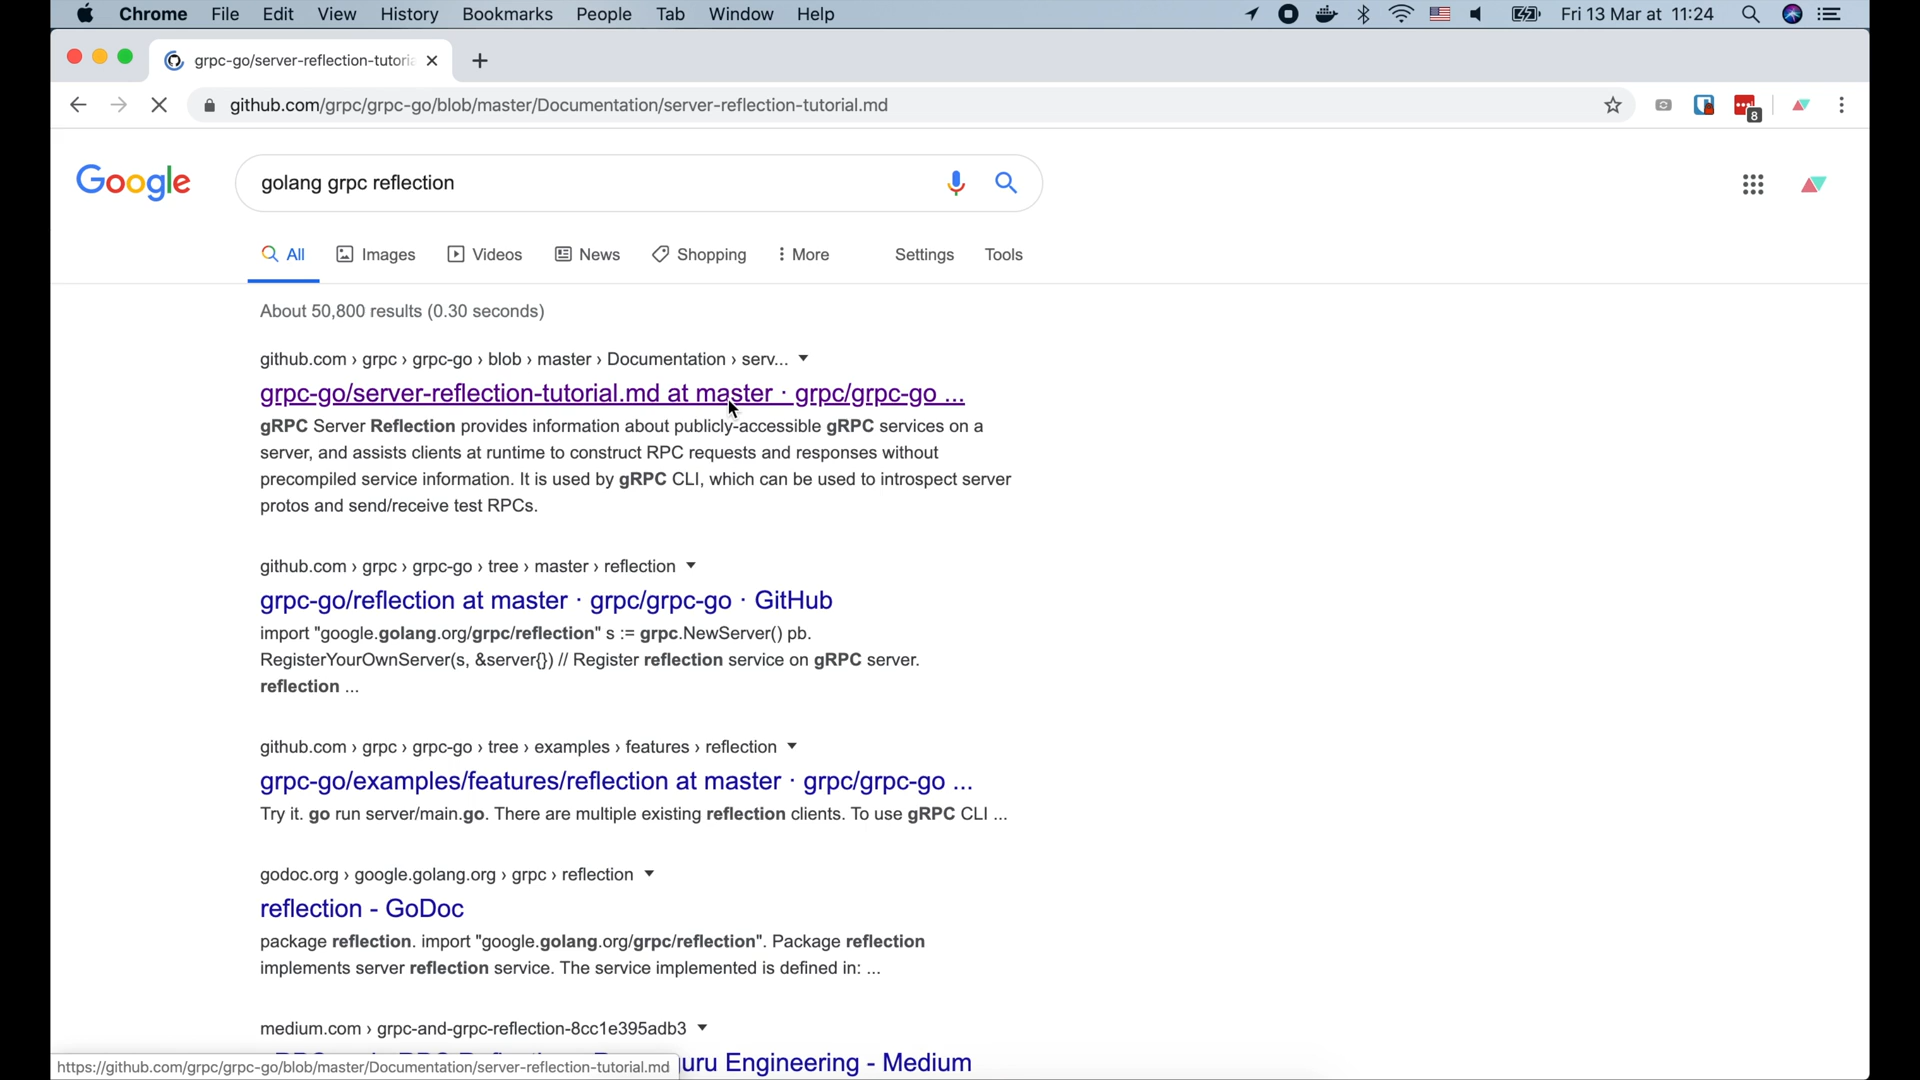 Chrome File Edit View History Bookmarks People Tab Window Help Fri 13 Mar at 11:24
grpc-go/server-reflection-tutoria
github.com/grpc/grpc-go/blob/master/Documentation/server-reflection-tutorial.md
8
Google golang grpc reflection
All Images Videos News Shopping More Settings Tools
About 50,800 results (0.30 seconds)
github.com › grpc › grpc-go › blob › master › Documentation › serv...
grpc-go/server-reflection-tutorial.md at master · grpc/grpc-go ...
gRPC Server Reflection provides information about publicly-accessible gRPC services on a
server, and assists clients at runtime to construct RPC requests and responses without
precompiled service information. It is used by gRPC CLI, which can be used to introspect server
protos and send/receive test RPCs.
github.com › grpc › grpc-go › tree › master › reflection
grpc-go/reflection at master · grpc/grpc-go · GitHub
import "google.golang.org/grpc/reflection" s := grpc.NewServer() pb.
RegisterYourOwnServer(s, &server{}) // Register reflection service on gRPC server.
reflection ...
github.com › grpc › grpc-go › tree › examples › features › reflection
grpc-go/examples/features/reflection at master · grpc/grpc-go ...
Try it. go run server/main.go. There are multiple existing reflection clients. To use gRPC CLI ...
godoc.org › google.golang.org › grpc › reflection
reflection - GoDoc
package reflection. import "google.golang.org/grpc/reflection". Package reflection
implements server reflection service. The service implemented is defined in: ...
medium.com › grpc-and-grpc-reflection-8cc1e395adb3
Engineering - Medium
https://github.com/grpc/grpc-go/blob/master/Documentation/server-reflection-tutorial.md